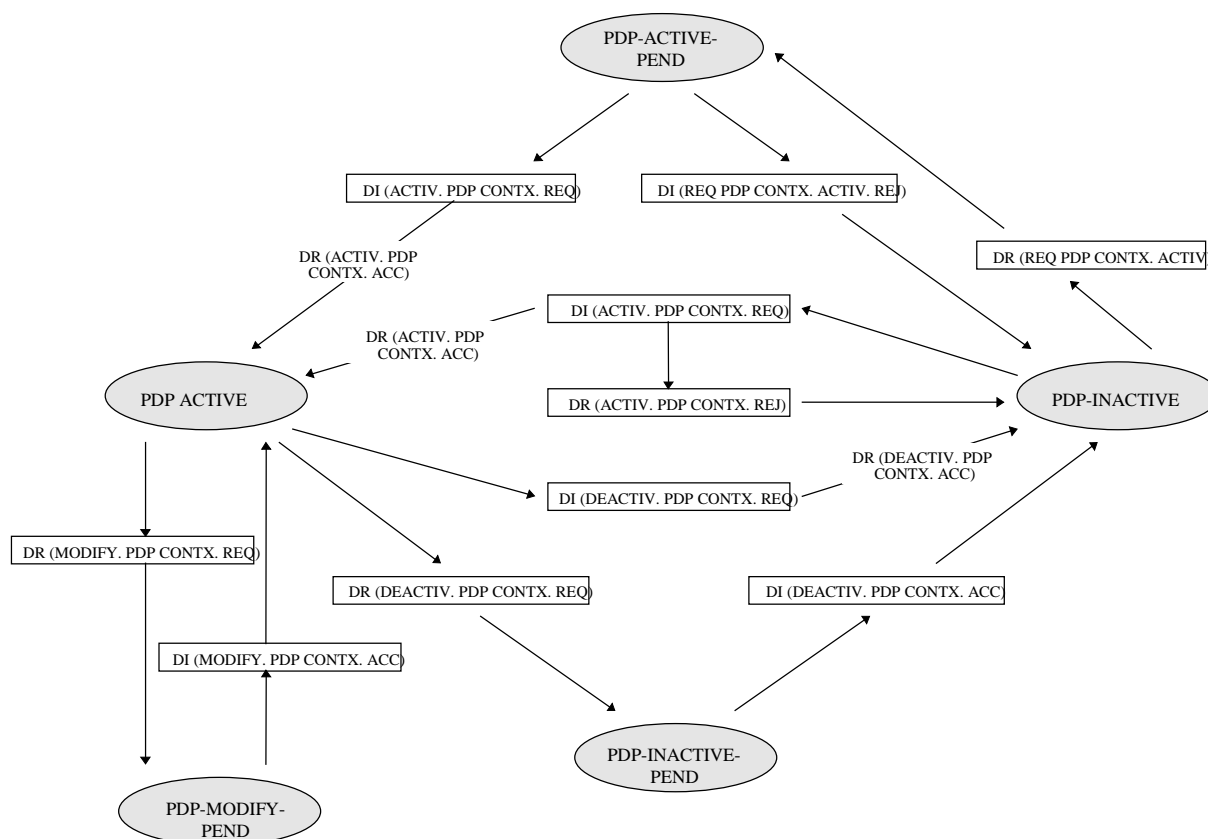 PDP-ACTIVE-
PEND
DI (ACTIV. PDP CONTX. REQ)
DI (REQ PDP CONTX. ACTIV. REJ)
DR (ACTIV. PDP
CONTX. ACC)
DR (REQ PDP CONTX. ACTIV)
DI (ACTIV. PDP CONTX. REQ)
DR (ACTIV. PDP
CONTX. ACC)
PDP ACTIVE
DR (ACTIV. PDP CONTX. REJ)
PDP-INACTIVE
DR (DEACTIV. PDP
CONTX. ACC)
DI (DEACTIV. PDP CONTX. REQ)
DR (MODIFY. PDP CONTX. REQ)
DR (DEACTIV. PDP CONTX. REQ)
DI (DEACTIV. PDP CONTX. ACC)
DI (MODIFY. PDP CONTX. ACC)
PDP-INACTIVE-
PEND
PDP-MODIFY-
PEND